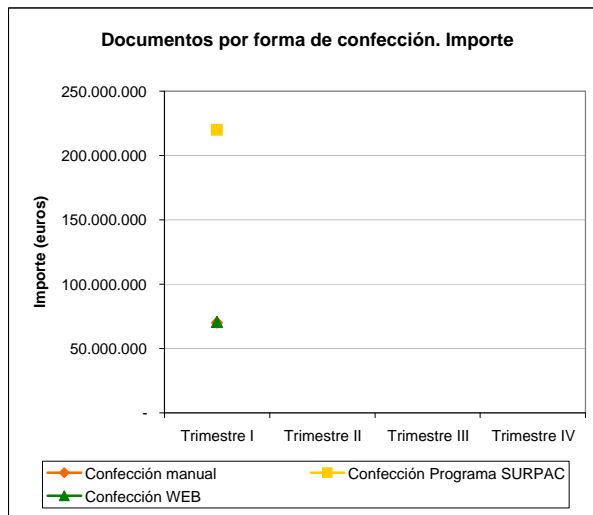 Documentos por forma de confección. Importe
250.000.000
200.000.000
150.000.000
100.000.000
50.000.000
-
Importe (euros)
Trimestre I Trimestre II Trimestre III Trimestre IV
Confección manual Confección Programa SURPAC
Confección WEB